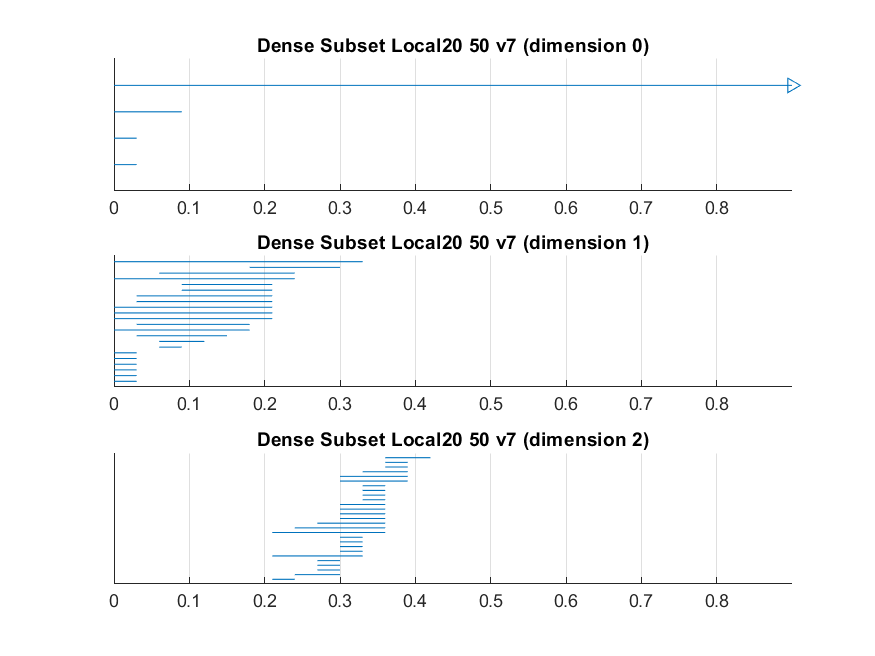 Dense Subset Local20 50 v7 (dimension 0)
0 0.1 0.2 0.3 0.4 0.5 0.6 0.7 0.8
Dense Subset Local20 50 v7 (dimension 1)
0 0.1 0.2 0.3 0.4 0.5 0.6 0.7 0.8
Dense Subset Local20 50 v7 (dimension 2)
0 0.1 0.2 0.3 0.4 0.5 0.6 0.7 0.8